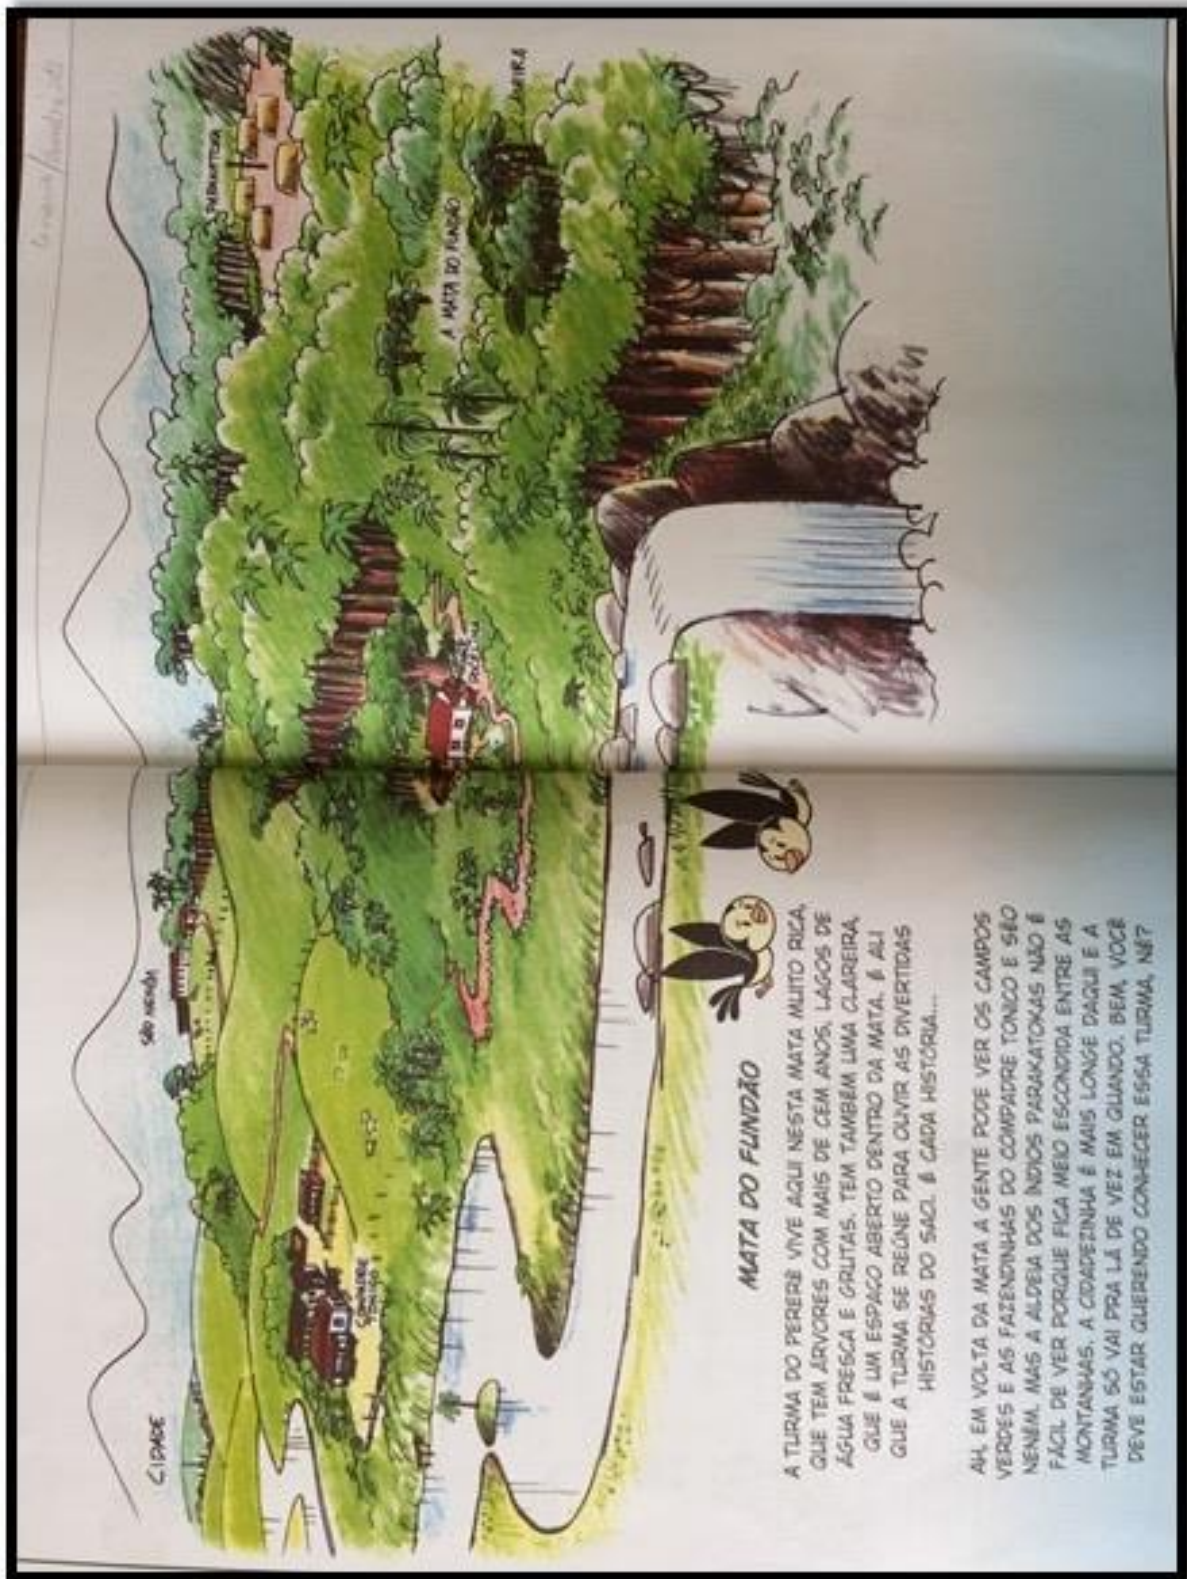 CIDADE
SÃO NENÉM
COMPADRE
TONICO
A MATA DO FUNDÃO
MATA DO FUNDÃO
A TURMA DO PERERÊ VIVE AQUI NESTA MATA MUITO RICA,
QUE TEM ÁRVORES COM MAIS DE CEM ANOS, LAGOS DE
ÁGUA FRESCA E GRUTAS. TEM TAMBÉM UMA CLAREIRA,
QUE É UM ESPAÇO ABERTO DENTRO DA MATA. É ALI
QUE A TURMA SE REÚNE PARA OUVIR AS DIVERTIDAS
HISTÓRIAS DO SACI. E CADA HISTÓRIA...
AH, EM VOLTA DA MATA A GENTE PODE VER OS CAMPOS
VERDES E AS FAZENDINHAS DO COMPADRE TONICO E SÊO
NENÉM. MAS A ALDEIA DOS ÍNDIOS PARAKATOKAS NÃO É
FÁCIL DE VER PORQUE FICA MEIO ESCONDIDA ENTRE AS
MONTANHAS. A CIDADEZINHA É MAIS LONGE DAQUI E A
TURMA SÓ VAI PRA LÁ DE VEZ EM QUANDO. BEM, VOCÊ
DEVE ESTAR QUERENDO CONHECER ESSA TURMA, NÉ?